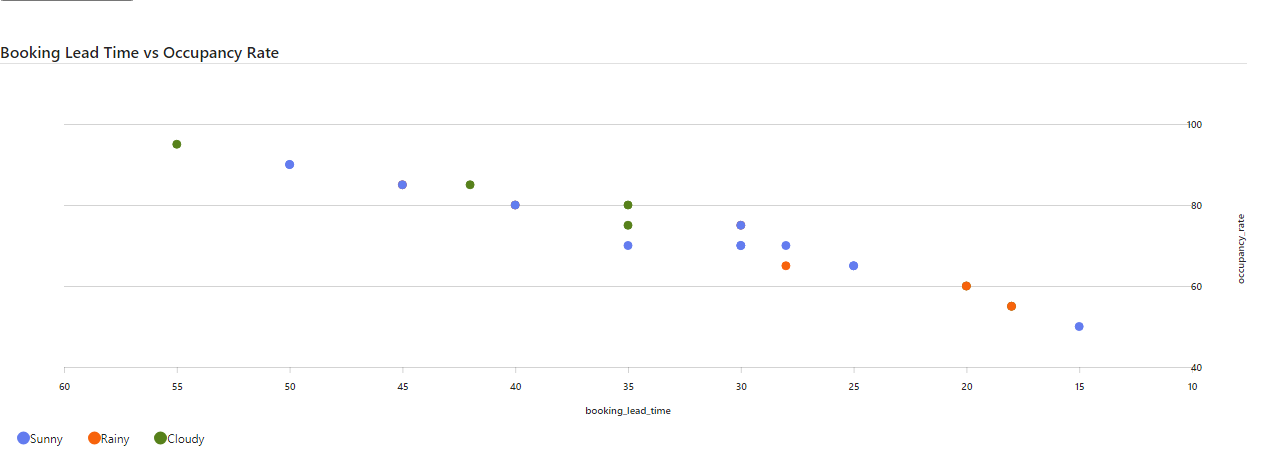 Booking Lead Time vs Occupancy Rate
100
80
60
40
occupancy_rate
60 55 50 45 40 35 30 25 20 15 10
booking_lead_time
Sunny Rainy Cloudy